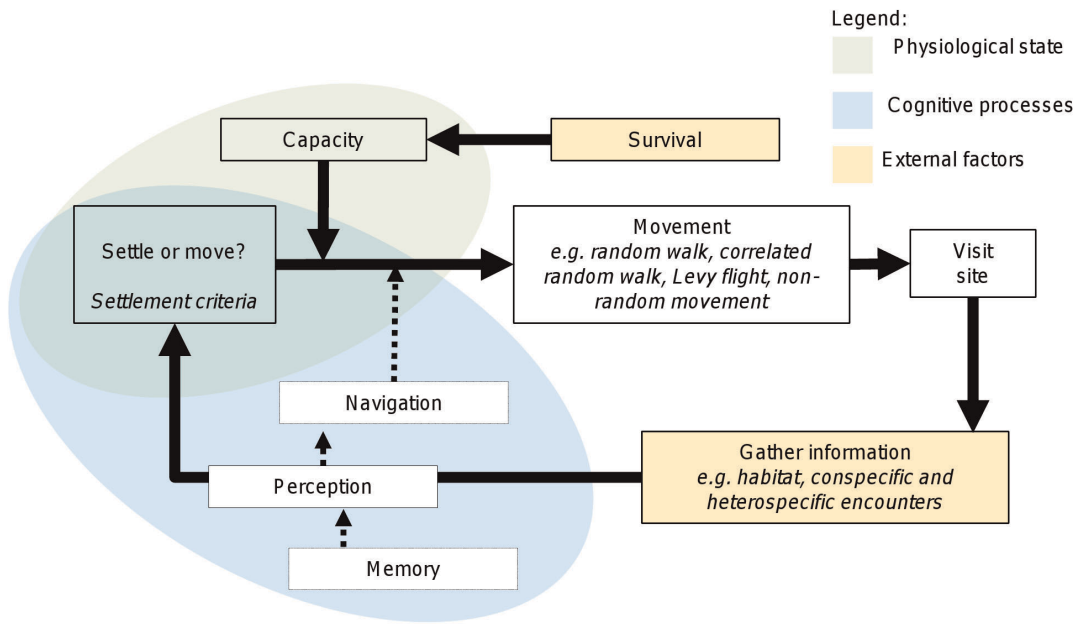 Legend:
Physiological state
Cognitive processes
External factors
Capacity
Survival
Settle or move?
Settlement criteria
Movement
e.g. random walk, correlated
random walk, Levy flight, non-
random movement
Visit
site
Navigation
Gather information
e.g. habitat, conspecific and
heterospecific encounters
Perception
Memory